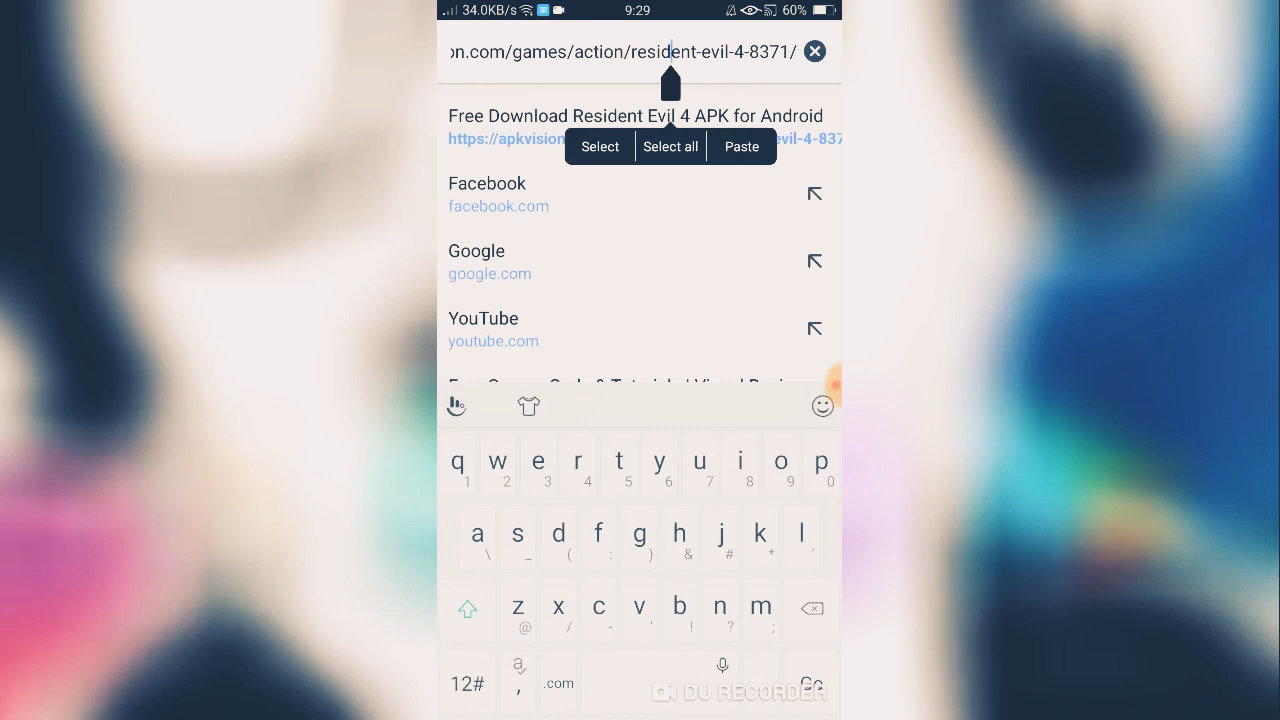 34.0KB/s 9:29 60%
on.com/games/action/resident-evil-4-8371/
Free Download Resident Evil 4 APK for Android
https://apkvision evil-4-837
Select Select all Paste
Facebook
facebook.com
Google
google.com
YouTube
youtube.com
q w e r t y u i o p
1 2 3 4 5 6 7 8 9 0
a s d f g h j k l
\ _ ( : ) & # * "
z x c v b n m
@ / - ' ! ? ;
12# a , .com Go
DU RECORDER